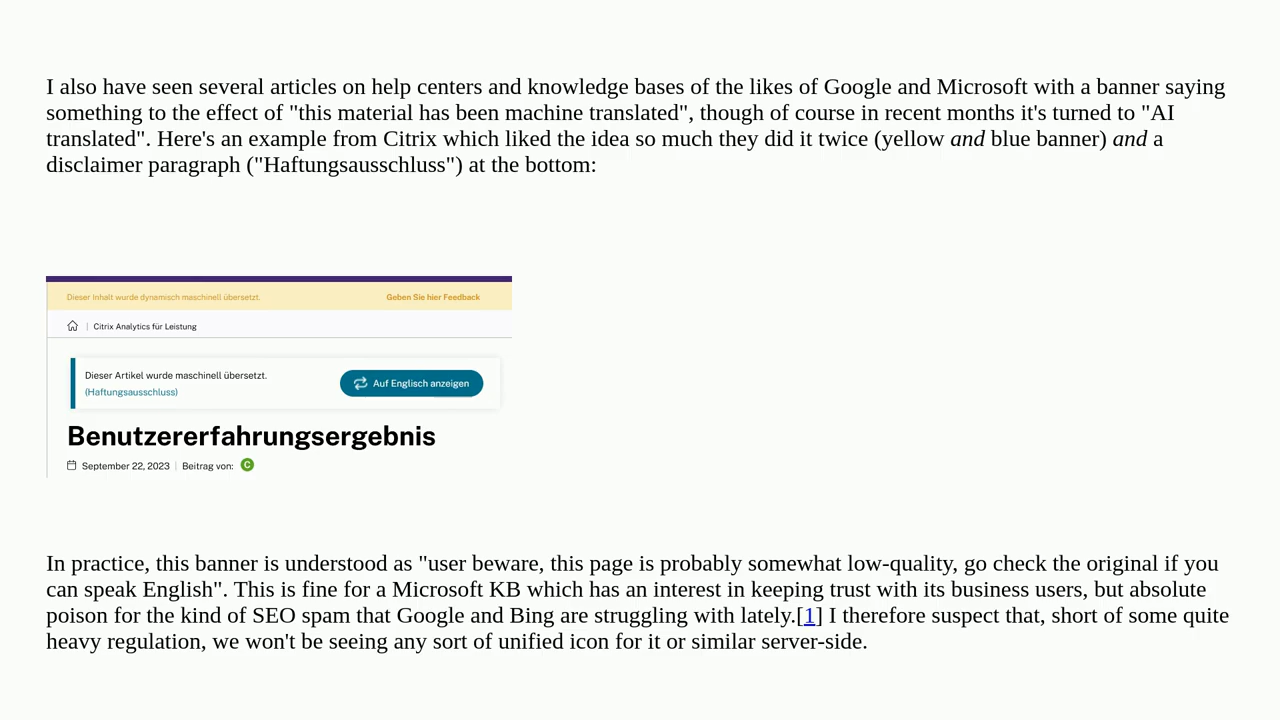 I also have seen several articles on help centers and knowledge bases of the likes of Google and Microsoft with a banner saying
something to the effect of "this material has been machine translated", though of course in recent months it's turned to "AI
translated". Here's an example from Citrix which liked the idea so much they did it twice (yellow and blue banner) and a
disclaimer paragraph ("Haftungsausschluss") at the bottom:
Dieser Inhalt wurde dynamisch maschinell übersetzt. Geben Sie hier Feedback
| Citrix Analytics für Leistung
Dieser Artikel wurde maschinell übersetzt.
(Haftungsausschluss)
Auf Englisch anzeigen
Benutzererfahrungsergebnis
September 22, 2023 | Beitrag von: C
In practice, this banner is understood as "user beware, this page is probably somewhat low-quality, go check the original if you
can speak English". This is fine for a Microsoft KB which has an interest in keeping trust with its business users, but absolute
poison for the kind of SEO spam that Google and Bing are struggling with lately.[1] I therefore suspect that, short of some quite
heavy regulation, we won't be seeing any sort of unified icon for it or similar server-side.